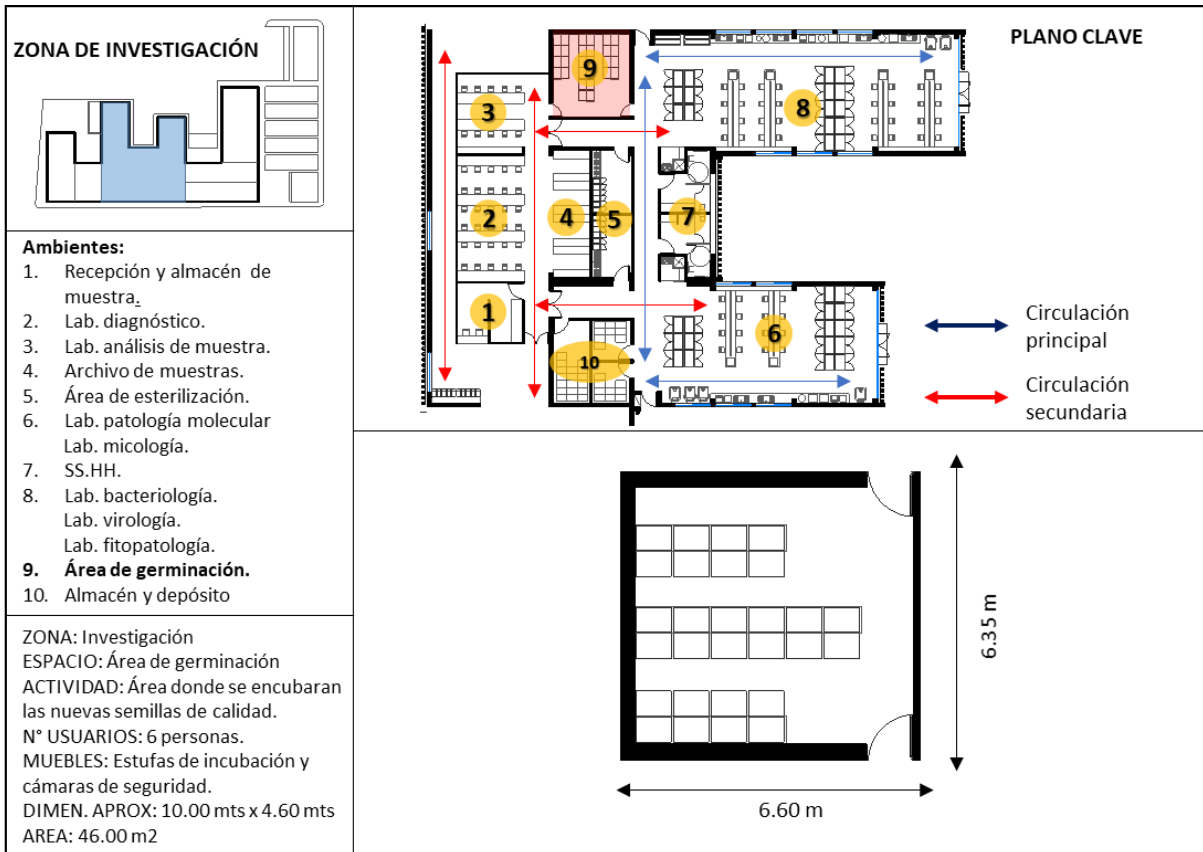 ZONA DE INVESTIGACIÓN
Ambientes:
1. Recepción y almacén de
muestra.
2. Lab. diagnóstico.
3. Lab. análisis de muestra.
4. Archivo de muestras.
5. Área de esterilización.
6. Lab. patología molecular
Lab. micología.
7. SS.HH.
8. Lab. bacteriología.
Lab. virología.
Lab. fitopatología.
9. Área de germinación.
10. Almacén y depósito
ZONA: Investigación
ESPACIO: Área de germinación
ACTIVIDAD: Área donde se encubaran
las nuevas semillas de calidad.
N° USUARIOS: 6 personas.
MUEBLES: Estufas de incubación y
cámaras de seguridad.
DIMEN. APROX: 10.00 mts x 4.60 mts
AREA: 46.00 m2
PLANO CLAVE
9
3
8
2
4
5
7
1
6
10
Circulación
principal
Circulación
secundaria
6.35 m
6.60 m